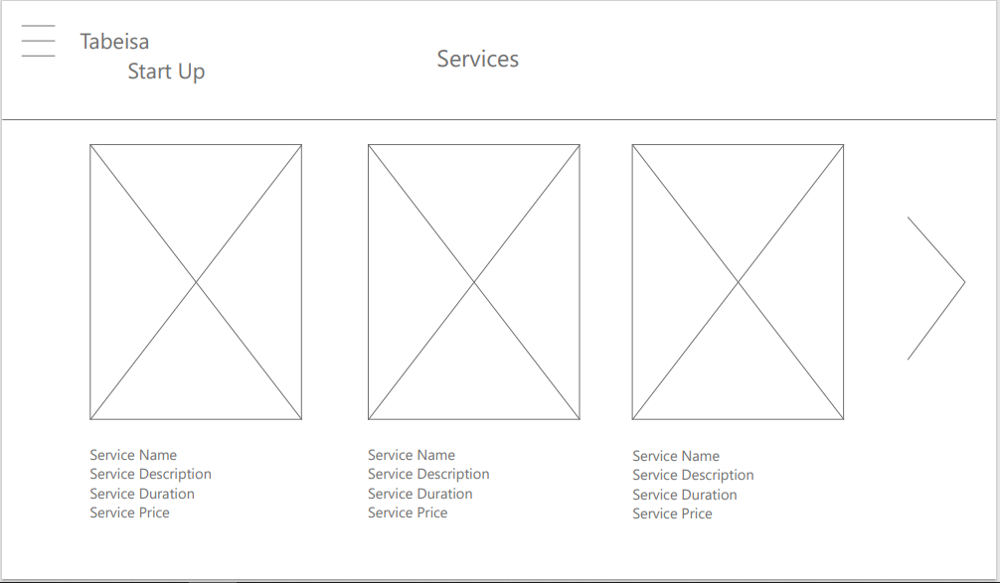 Tabeisa
Start Up
Services
Service Name
Service Description
Service Duration
Service Price
Service Name
Service Description
Service Duration
Service Price
Service Name
Service Description
Service Duration
Service Price